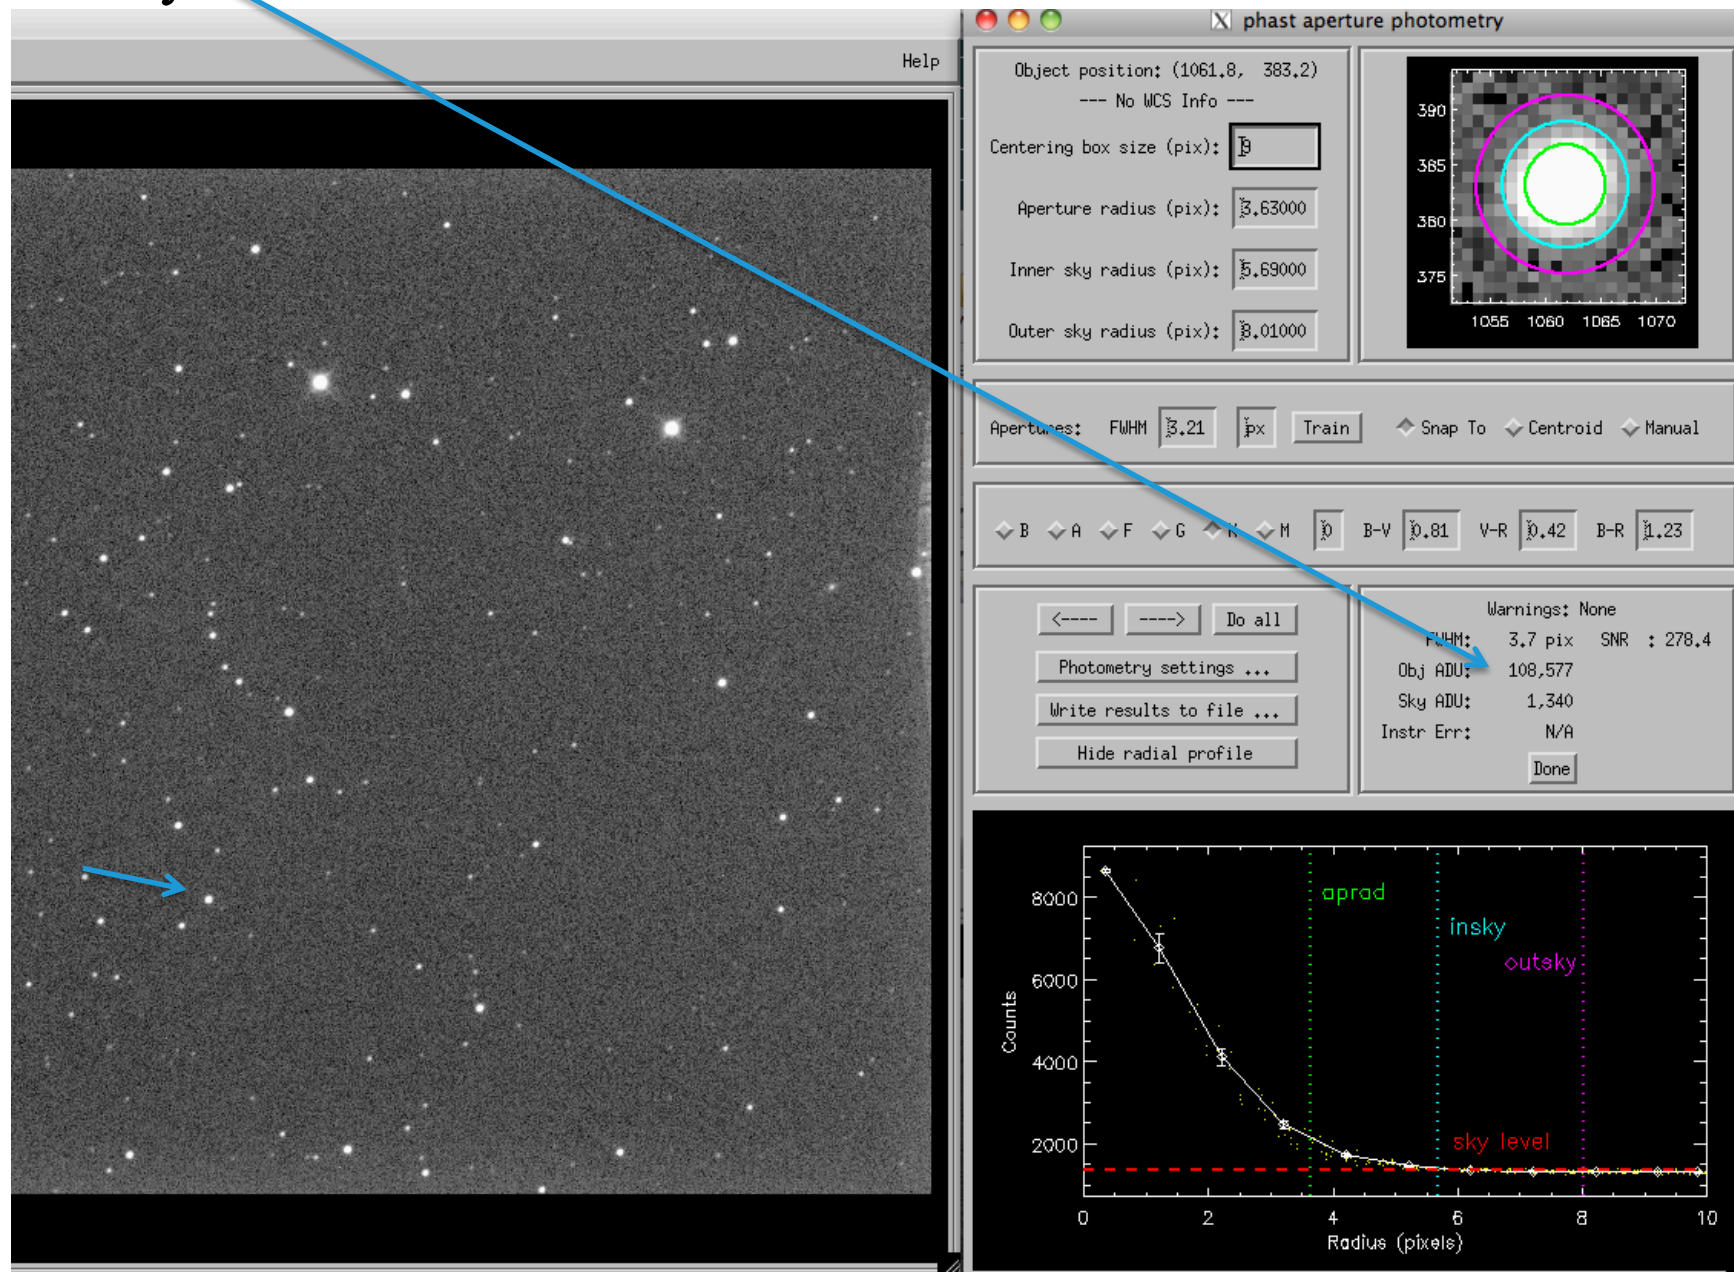 Help
phast aperture photometry
Object position: (1061.8, 383.2)
--- No WCS Info ---
Centering box size (pix): 9
Aperture radius (pix): 3.63000
Inner sky radius (pix): 5.69000
Outer sky radius (pix): 8.01000
390
385
380
375
1055 1060 1065 1070
Apertures: FWHM 3.21 px Train Snap To Centroid Manual
B A F G K M 0 B-V 0.81 V-R 0.42 B-R 1.23
<---- ----> Do all
Photometry settings ...
Write results to file ...
Hide radial profile
Warnings: None
FWHM: 3.7 pix SNR : 278.4
Obj ADU: 108,577
Sky ADU: 1,340
Instr Err: N/A
Done
8000
6000
4000
2000
Counts
aprad
insky
outsky
sky level
0 2 4 6 8 10
Radius (pixels)